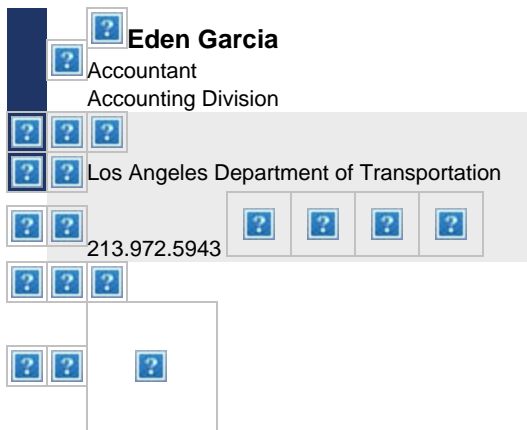 Eden Garcia
Accountant
Accounting Division
Los Angeles Department of Transportation
213.972.5943